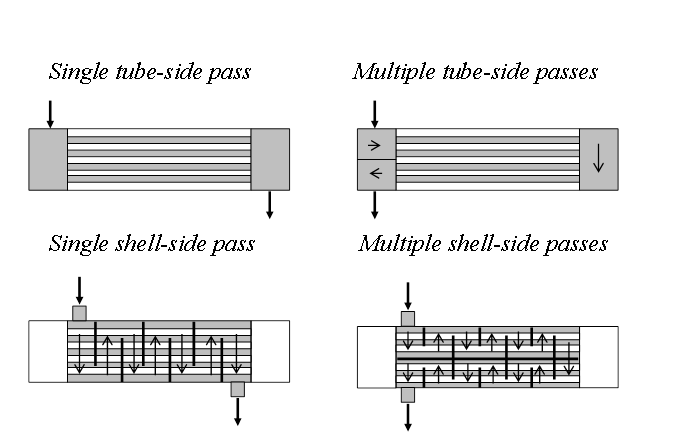 Single tube-side pass
Multiple tube-side passes
Single shell-side pass
Multiple shell-side passes